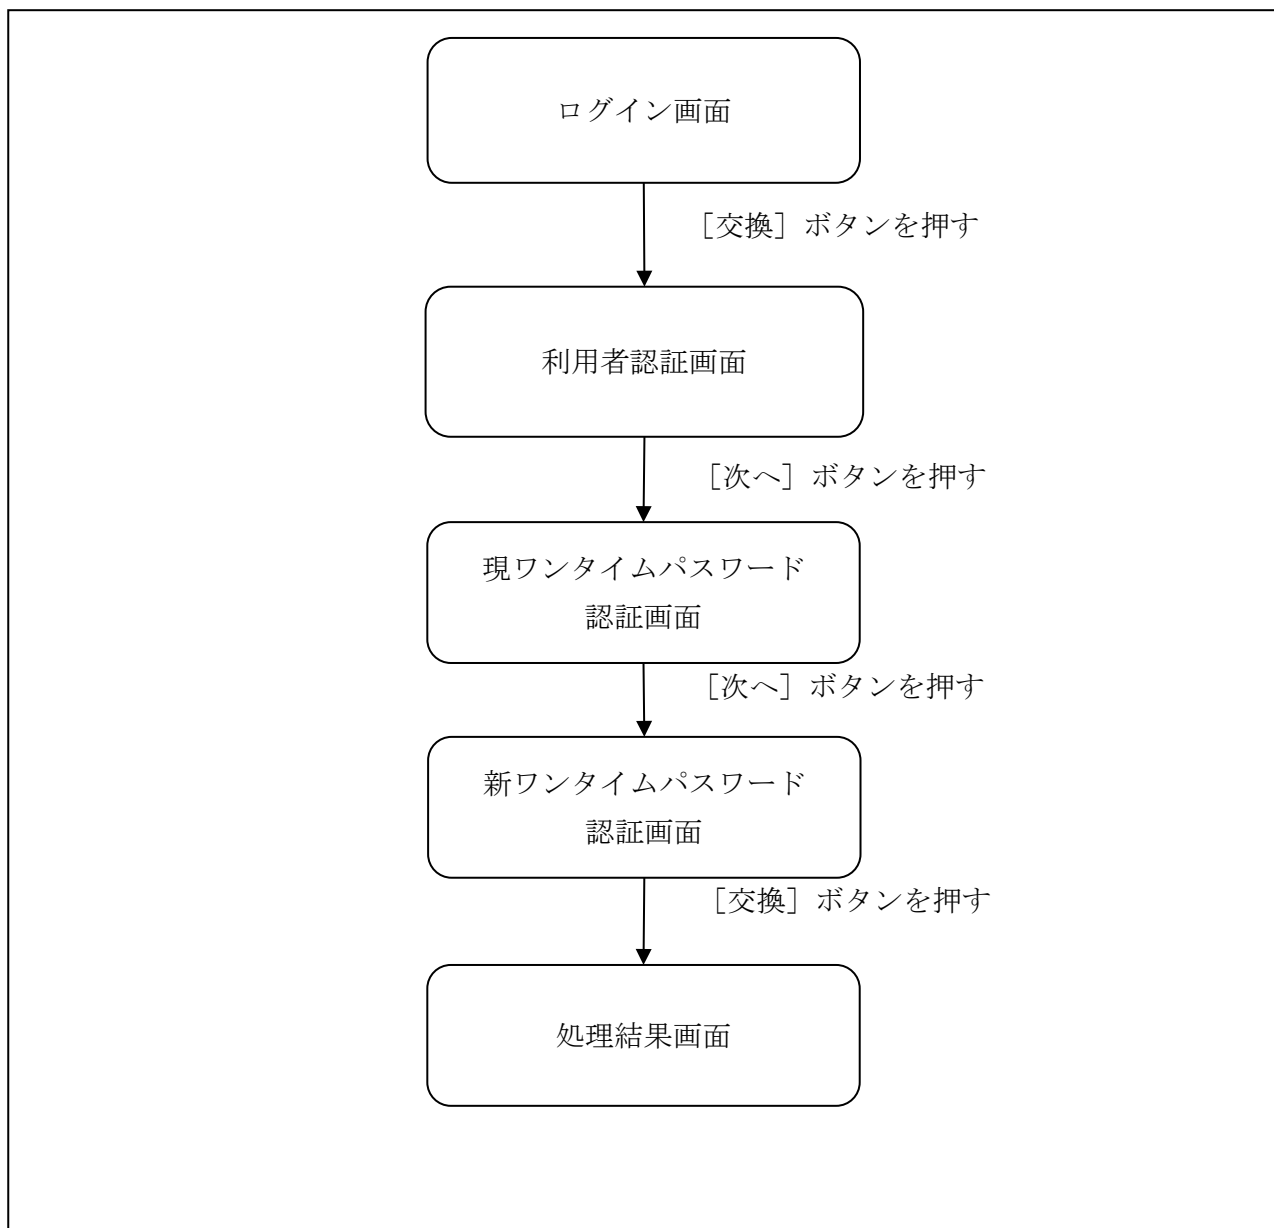 ログイン画面
［交換］ボタンを押す
利用者認証画面
［次へ］ボタンを押す
現ワンタイムパスワード
認証画面
［次へ］ボタンを押す
新ワンタイムパスワード
認証画面
［交換］ボタンを押す
処理結果画面